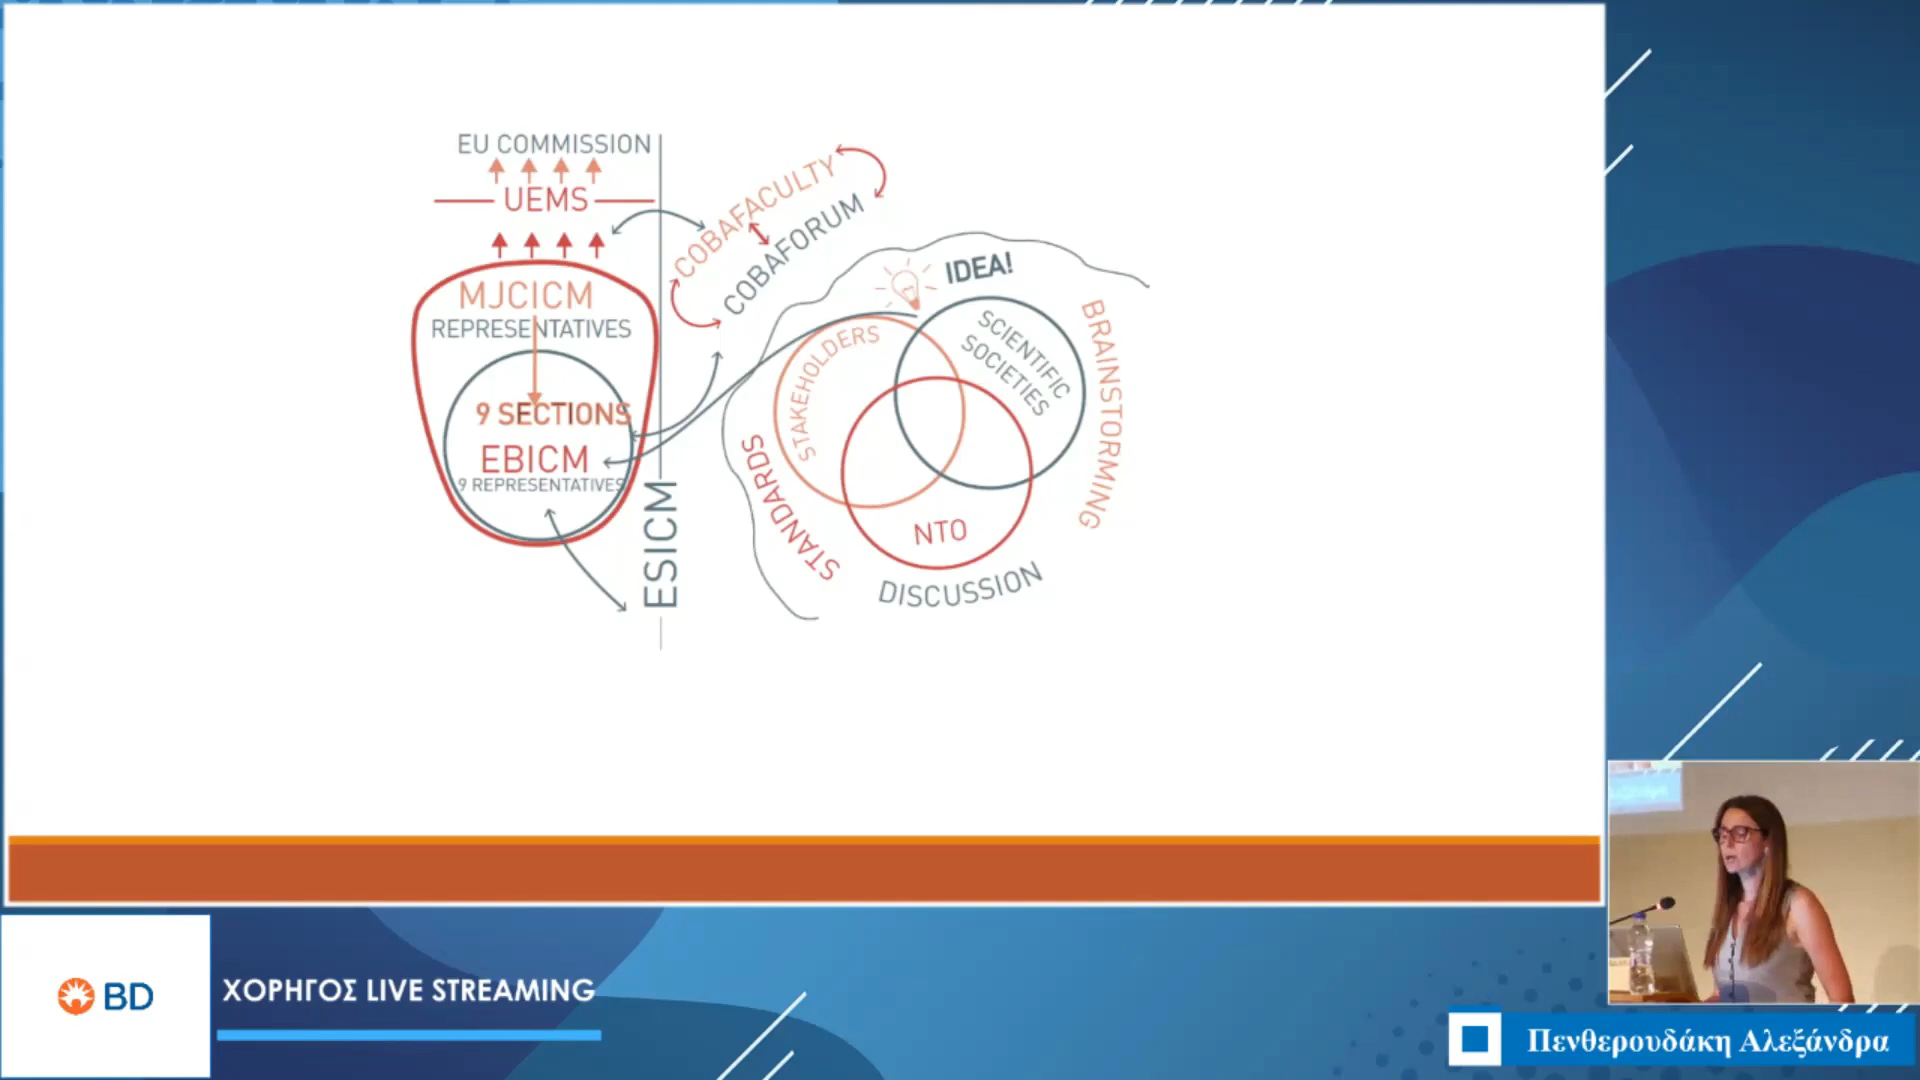 EU COMMISSION
UEMS
MJCICM
REPRESENTATIVES
9 SECTIONS
EBICM
9 REPRESENTATIVES
ESICM
COBAFACULTY
COBAFORUM
IDEA!
STAKEHOLDERS
SCIENTIFIC
SOCIETIES
NTO
STANDARDS
DISCUSSION
BRAINSTORMING
BD
ΧΟΡΗΓΟΣ LIVE STREAMING
Πενθερουδάκη Αλεξάνδρα